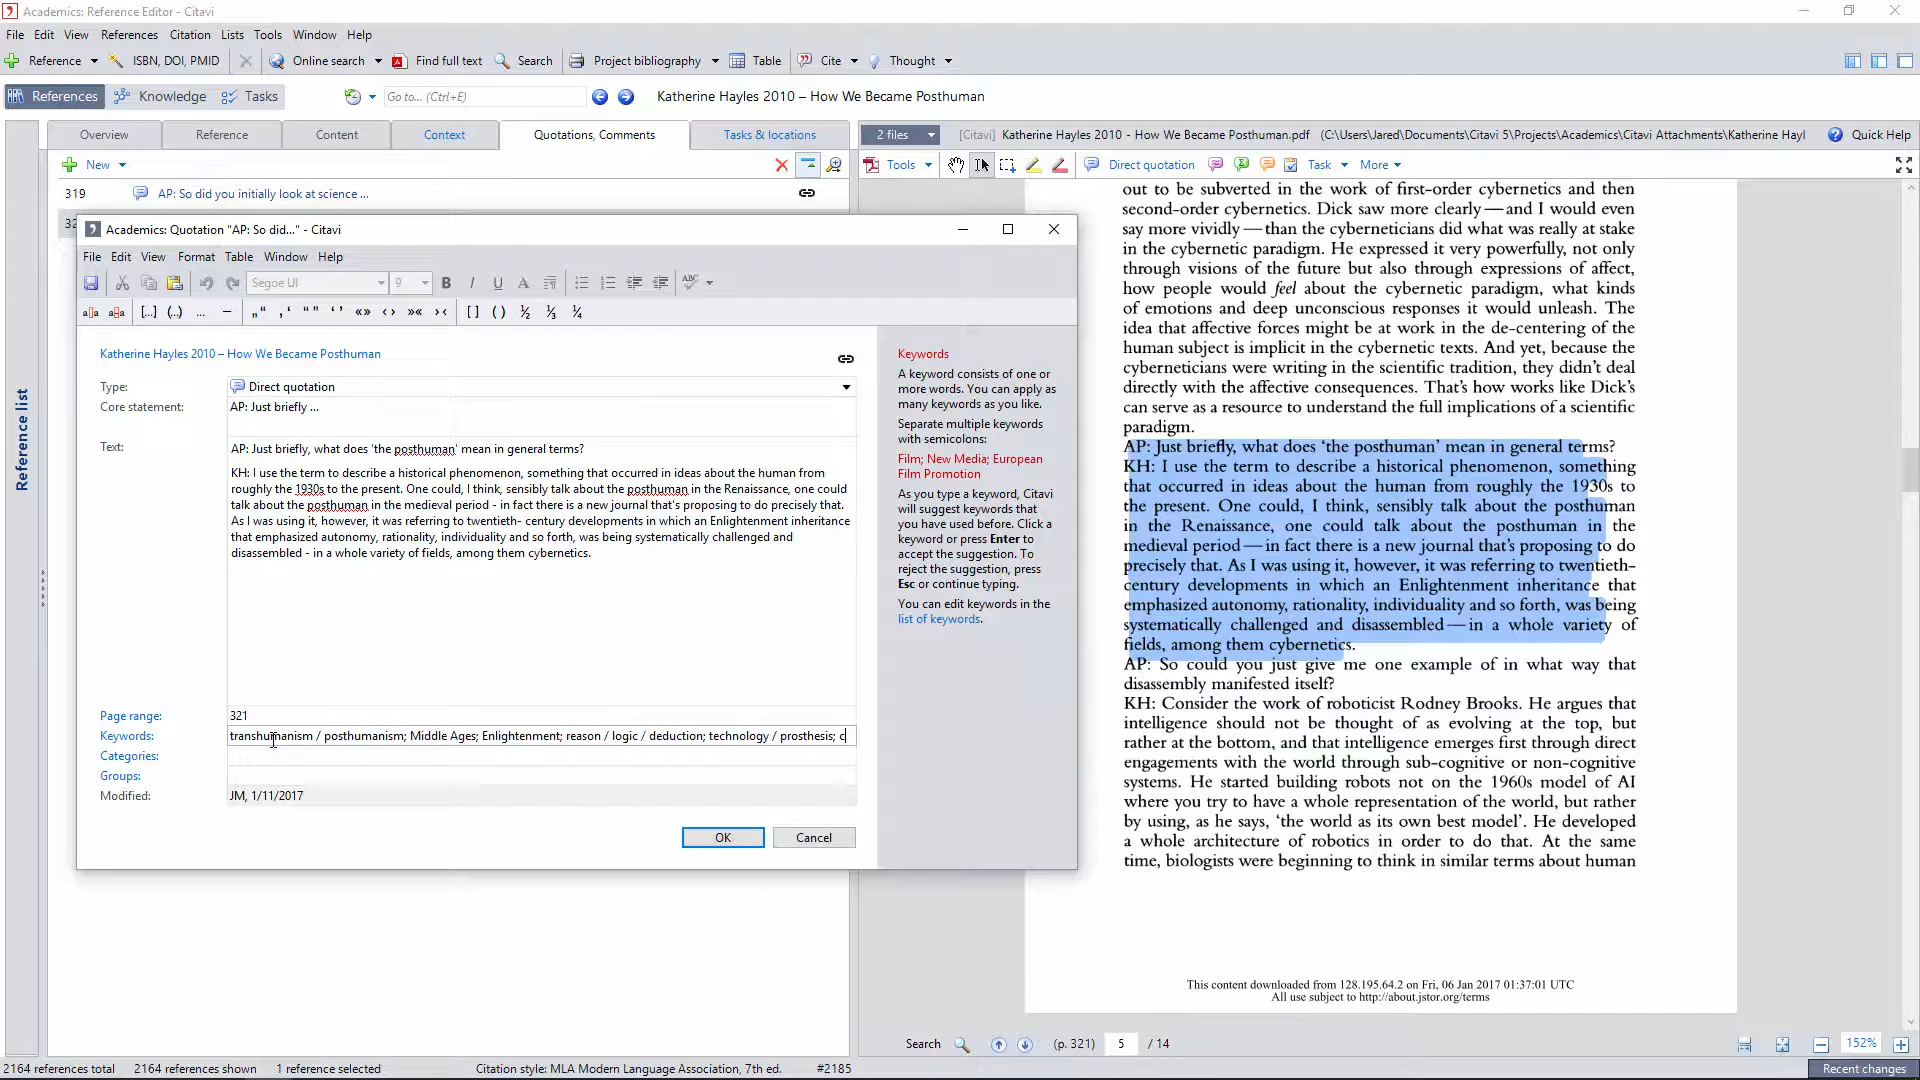 Academics: Reference Editor - Citavi
File Edit View References Citation Lists Tools Window Help
Reference ISBN, DOI, PMID Online search Find full text Search Project bibliography Table Cite Thought
References Knowledge Tasks Go to... (Ctrl+E) Katherine Hayles 2010 – How We Became Posthuman
Overview Reference Content Context Quotations, Comments Tasks & locations
2 files [Citavi] Katherine Hayles 2010 - How We Became Posthuman.pdf (C:\Users\Jared\Documents\Citavi 5\Projects\Academics\Citavi Attachments\Katherine Hayl Quick Help
New
Tools Direct quotation Task More
319 AP: So did you initially look at science ...
32
Reference list
Academics: Quotation "AP: So did..." - Citavi
File Edit View Format Table Window Help
Segoe UI 9 B I U A ABC
[...] (...) ... – [ ] ( ) ½ ⅓ ¼
Katherine Hayles 2010 – How We Became Posthuman
Type: Direct quotation
Core statement: AP: Just briefly ...
Text: AP: Just briefly, what does 'the posthuman' mean in general terms?
KH: I use the term to describe a historical phenomenon, something that occurred in ideas about the human from
roughly the 1930s to the present. One could, I think, sensibly talk about the posthuman in the Renaissance, one could
talk about the posthuman in the medieval period - in fact there is a new journal that's proposing to do precisely that.
As I was using it, however, it was referring to twentieth- century developments in which an Enlightenment inheritance
that emphasized autonomy, rationality, individuality and so forth, was being systematically challenged and
disassembled - in a whole variety of fields, among them cybernetics.
Page range: 321
Keywords: transhumanism / posthumanism; Middle Ages; Enlightenment; reason / logic / deduction; technology / prosthesis; c
Categories:
Groups:
Modified: JM, 1/11/2017
OK Cancel
Keywords
A keyword consists of one or
more words. You can apply as
many keywords as you like.
Separate multiple keywords
with semicolons:
Film; New Media; European
Film Promotion
As you type a keyword, Citavi
will suggest keywords that
you have used before. Click a
keyword or press Enter to
accept the suggestion. To
reject the suggestion, press
Esc or continue typing.
You can edit keywords in the
list of keywords.
out to be subverted in the work of first-order cybernetics and then
second-order cybernetics. Dick saw more clearly—and I would even
say more vividly—than the cyberneticians did what was really at stake
in the cybernetic paradigm. He expressed it very powerfully, not only
through visions of the future but also through expressions of affect,
how people would feel about the cybernetic paradigm, what kinds
of emotions and deep unconscious responses it would unleash. The
idea that affective forces might be at work in the de-centering of the
human subject is implicit in the cybernetic texts. And yet, because the
cyberneticians were writing in the scientific tradition, they didn't deal
directly with the affective consequences. That's how works like Dick's
can serve as a resource to understand the full implications of a scientific
paradigm.
AP: Just briefly, what does 'the posthuman' mean in general terms?
KH: I use the term to describe a historical phenomenon, something
that occurred in ideas about the human from roughly the 1930s to
the present. One could, I think, sensibly talk about the posthuman
in the Renaissance, one could talk about the posthuman in the
medieval period—in fact there is a new journal that's proposing to do
precisely that. As I was using it, however, it was referring to twentieth-
century developments in which an Enlightenment inheritance that
emphasized autonomy, rationality, individuality and so forth, was being
systematically challenged and disassembled—in a whole variety of
fields, among them cybernetics.
AP: So could you just give me one example of in what way that
disassembly manifested itself?
KH: Consider the work of roboticist Rodney Brooks. He argues that
intelligence should not be thought of as evolving at the top, but
rather at the bottom, and that intelligence emerges first through direct
engagements with the world through sub-cognitive or non-cognitive
systems. He started building robots not on the 1960s model of AI
where you try to have a whole representation of the world, but rather
by using, as he says, 'the world as its own best model'. He developed
a whole architecture of robotics in order to do that. At the same
time, biologists were beginning to think in similar terms about human
This content downloaded from 128.195.64.2 on Fri, 06 Jan 2017 01:37:01 UTC
All use subject to http://about.jstor.org/terms
Search (p. 321) 5 / 14 152%
2164 references total 2164 references shown 1 reference selected Citation style: MLA Modern Language Association, 7th ed. #2185 Recent changes